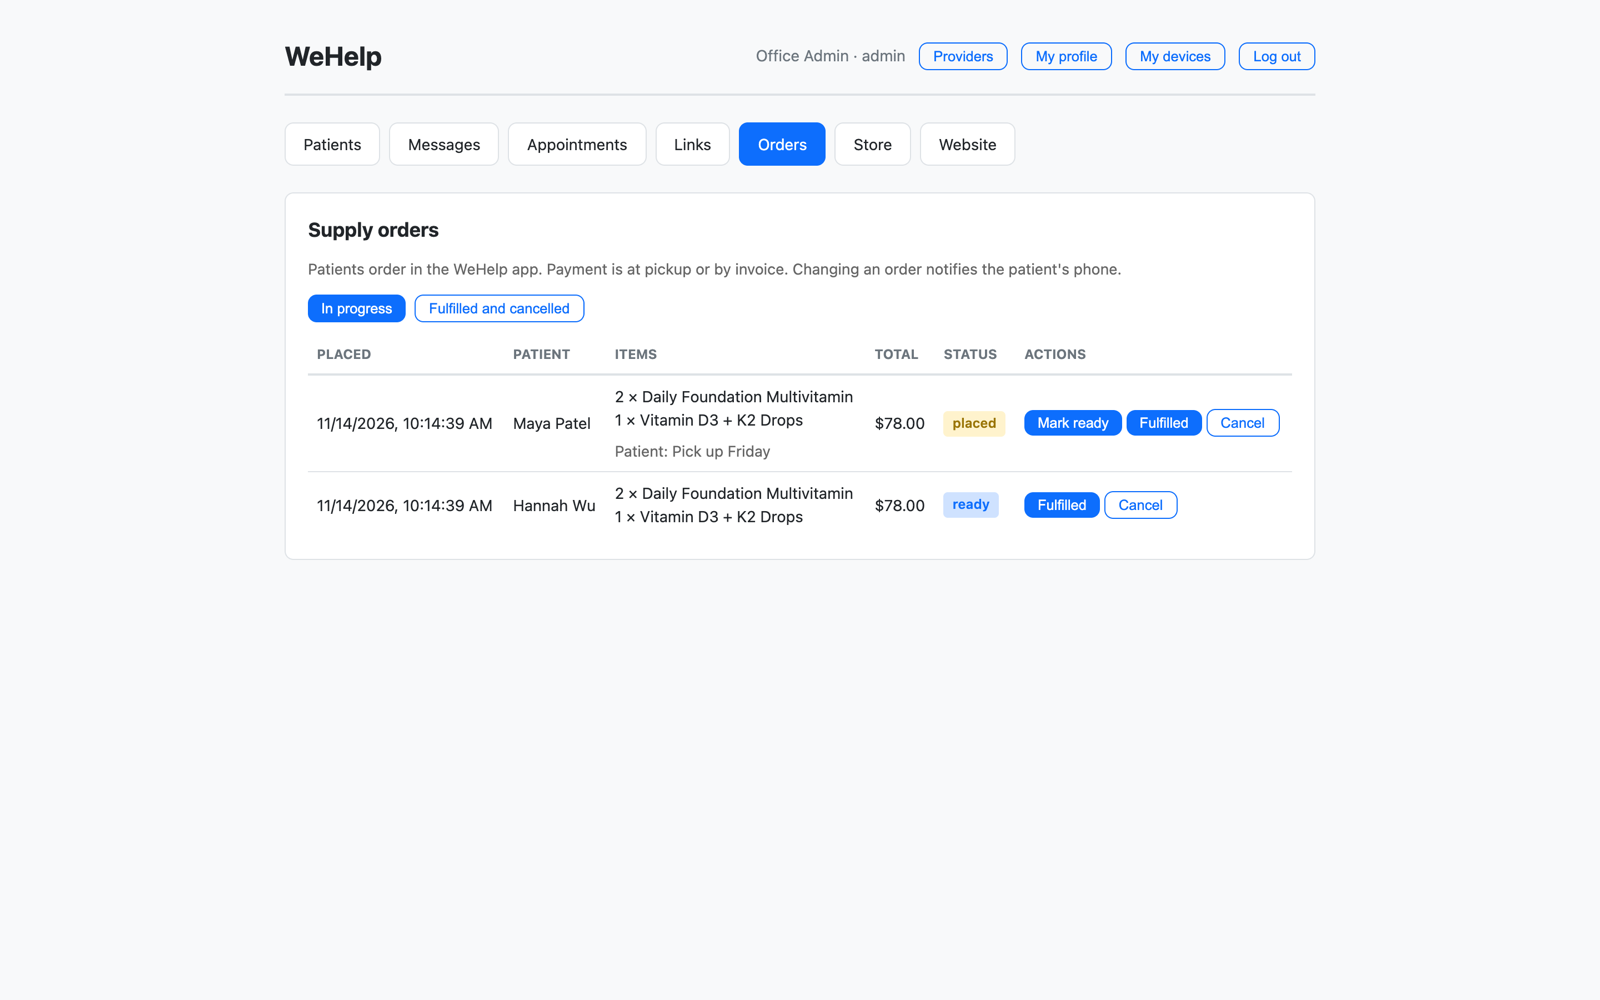 WeHelp
Office Admin · admin
Providers
My profile
My devices
Log out
Patients
Messages
Appointments
Links
Orders
Store
Website
Supply orders
Patients order in the WeHelp app. Payment is at pickup or by invoice. Changing an order notifies the patient's phone.
In progress
Fulfilled and cancelled
PLACED PATIENT ITEMS TOTAL STATUS ACTIONS
2 × Daily Foundation Multivitamin
11/14/2026, 10:14:39 AM Maya Patel 1 × Vitamin D3 + K2 Drops $78.00 placed Mark ready Fulfilled Cancel
Patient: Pick up Friday
2 × Daily Foundation Multivitamin
11/14/2026, 10:14:39 AM Hannah Wu 1 × Vitamin D3 + K2 Drops $78.00 ready Fulfilled Cancel